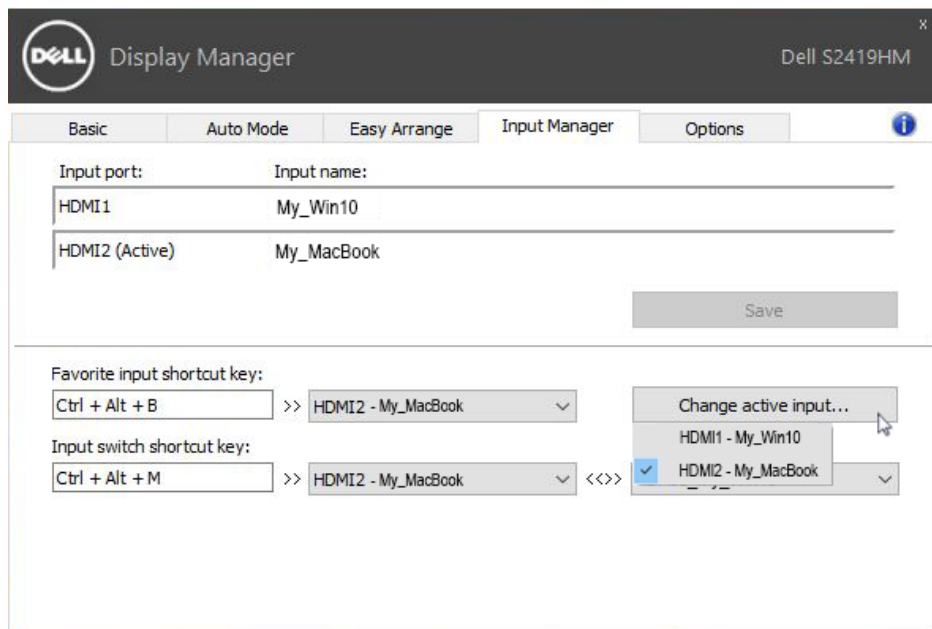 DELL Display Manager Dell S2419HM
x
Basic Auto Mode Easy Arrange Input Manager Options i
Input port: Input name:
HDMI1 My_Win10
HDMI2 (Active) My_MacBook
Save
Favorite input shortcut key:
Ctrl + Alt + B >> HDMI2 - My_MacBook Change active input...
HDMI1 - My_Win10
Input switch shortcut key:
Ctrl + Alt + M >> HDMI2 - My_MacBook <<>> HDMI2 - My_MacBook